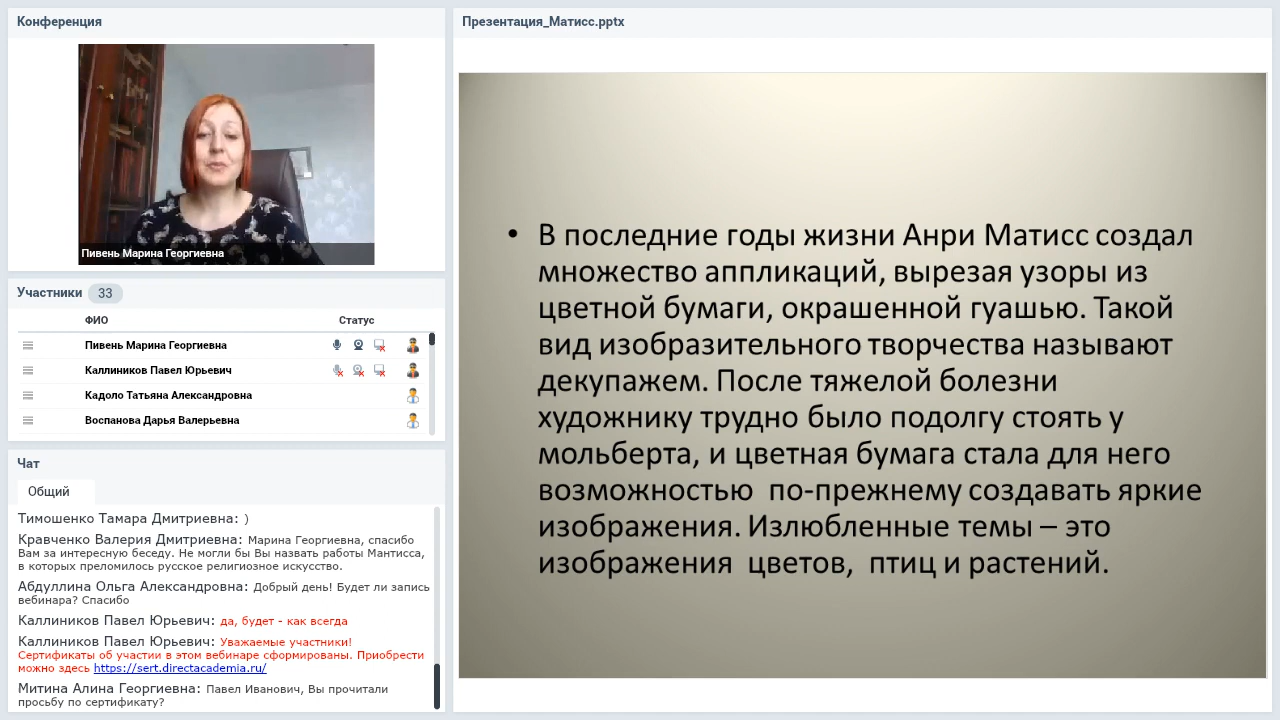 Конференция
Пивень Марина Георгиевна
Участники 33
ФИО Статус
Пивень Марина Георгиевна
Каллиников Павел Юрьевич
Кадоло Татьяна Александровна
Воспанова Дарья Валерьевна
Чат
Общий
Тимошенко Тамара Дмитриевна: )
Кравченко Валерия Дмитриевна: Марина Георгиевна, спасибо
Вам за интересную беседу. Не могли бы Вы назвать работы Мантисса,
в которых преломилось русское религиозное искусство.
Абдуллина Ольга Александровна: Добрый день! Будет ли запись
вебинара? Спасибо
Каллиников Павел Юрьевич: да, будет - как всегда
Каллиников Павел Юрьевич: Уважаемые участники!
Сертификаты об участии в этом вебинаре сформированы. Приобрести
можно здесь https://sert.directacademia.ru/
Митина Алина Георгиевна: Павел Иванович, Вы прочитали
просьбу по сертификату?
Презентация_Матисс.pptx
• В последние годы жизни Анри Матисс создал
множество аппликаций, вырезая узоры из
цветной бумаги, окрашенной гуашью. Такой
вид изобразительного творчества называют
декупажем. После тяжелой болезни
художнику трудно было подолгу стоять у
мольберта, и цветная бумага стала для него
возможностью по-прежнему создавать яркие
изображения. Излюбленные темы – это
изображения цветов, птиц и растений.